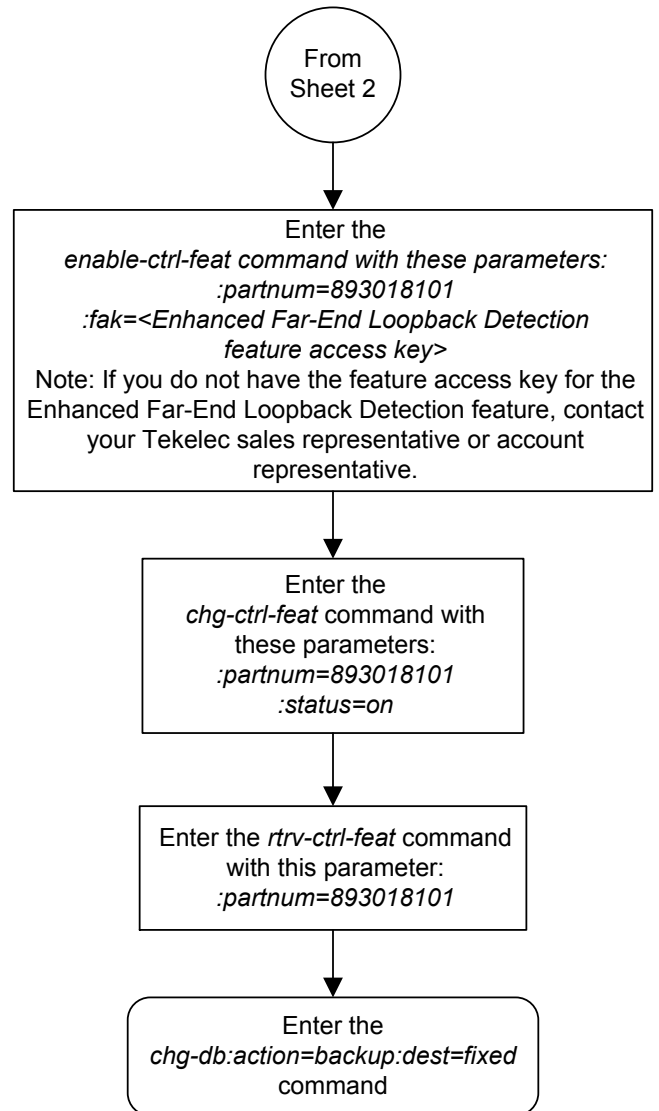 From
Sheet 2
Enter the
enable-ctrl-feat command with these parameters:
:partnum=893018101
:fak=<Enhanced Far-End Loopback Detection
feature access key>
Note: If you do not have the feature access key for the
Enhanced Far-End Loopback Detection feature, contact
your Tekelec sales representative or account
representative.
Enter the
chg-ctrl-feat command with
these parameters:
:partnum=893018101
:status=on
Enter the rtrv-ctrl-feat command
with this parameter:
:partnum=893018101
Enter the
chg-db:action=backup:dest=fixed
command